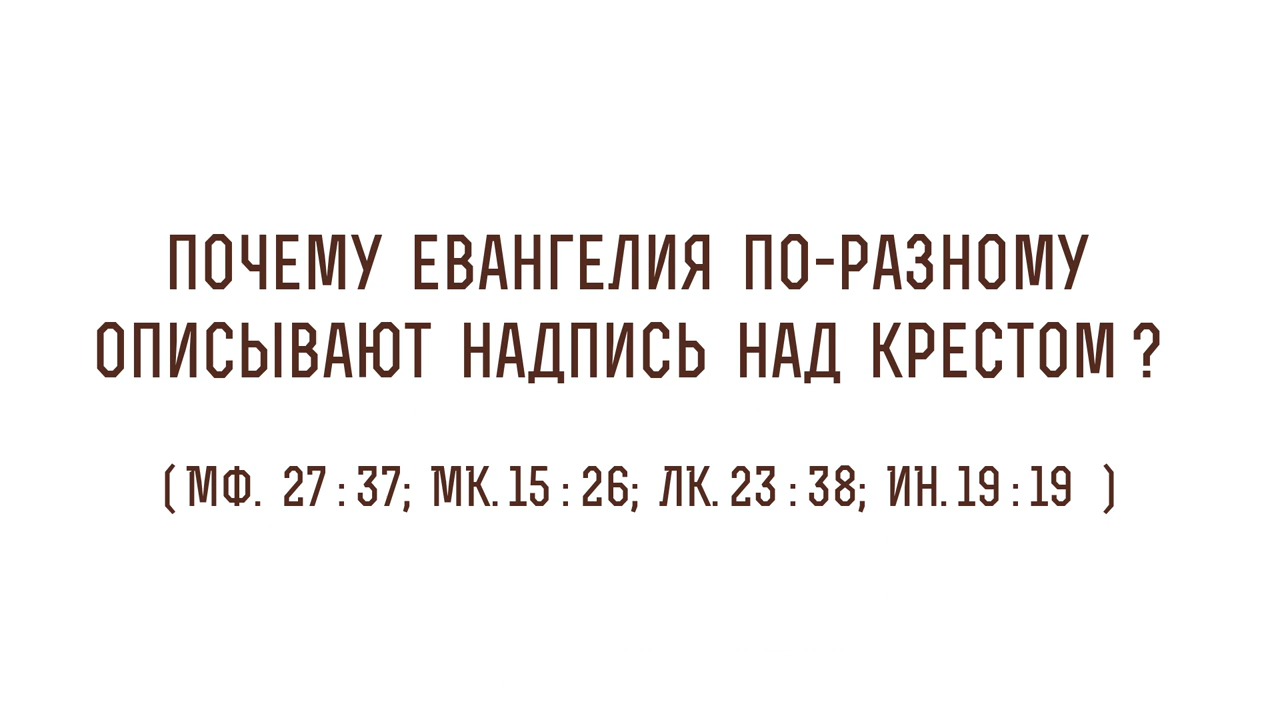 ПОЧЕМУ ЕВАНГЕЛИЯ ПО-РАЗНОМУ
ОПИСЫВАЮТ НАДПИСЬ НАД КРЕСТОМ?
(МФ. 27:37; МК.15:26; ЛК.23:38; ИН.19:19 )